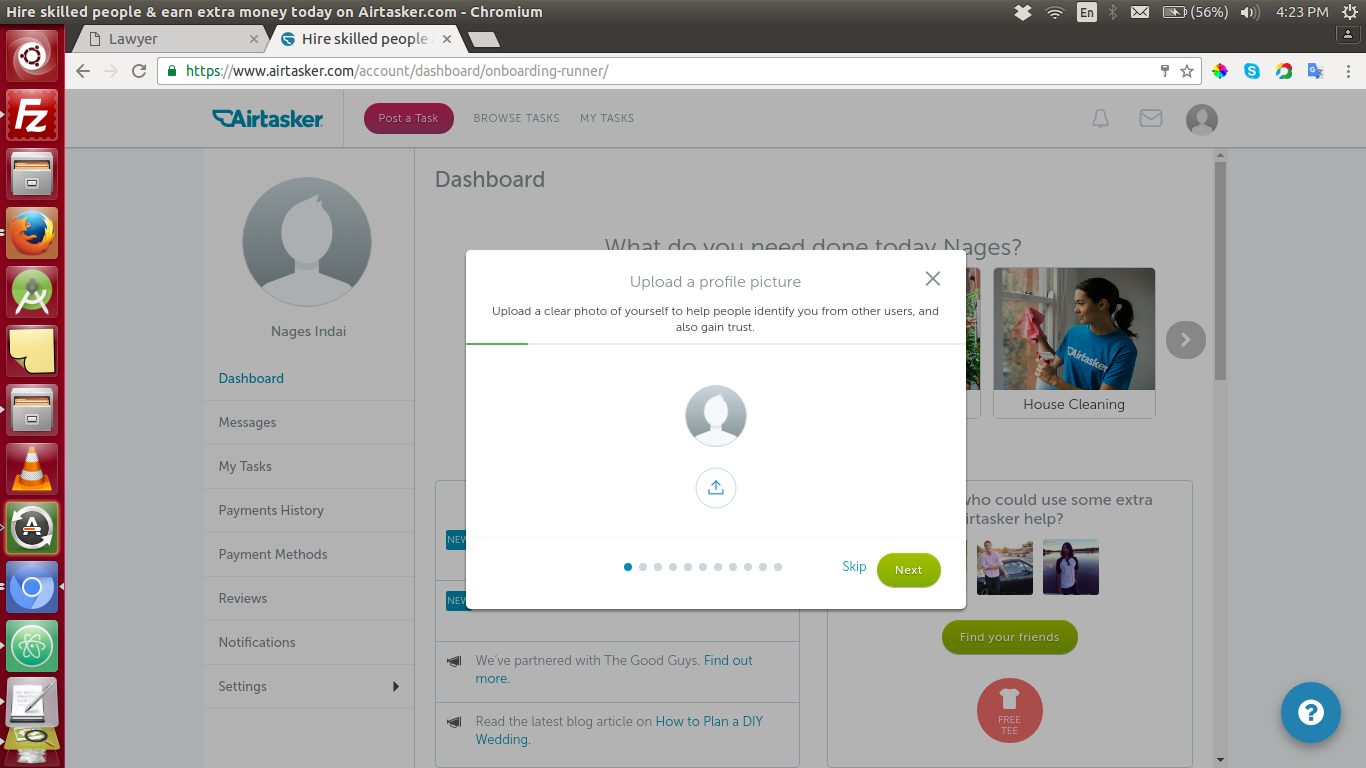 Hire skilled people & earn extra money today on Airtasker.com - Chromium
En
(56%)
4:23 PM
Lawyer
Hire skilled people
https://www.airtasker.com/account/dashboard/onboarding-runner/
Airtasker
Post a Task
BROWSE TASKS
MY TASKS
Nages Indai
Dashboard
Messages
My Tasks
Payments History
Payment Methods
Reviews
Notifications
Settings
Dashboard
What do you need done today Nages?
Airtasker
House Cleaning
Upload a profile picture
Upload a clear photo of yourself to help people identify you from other users, and
also gain trust.
Skip
Next
NEW
NEW
We've partnered with The Good Guys. Find out
more.
Read the latest blog article on How to Plan a DIY
Wedding.
who could use some extra
irtasker help?
Find your friends
FREE
TEE
?